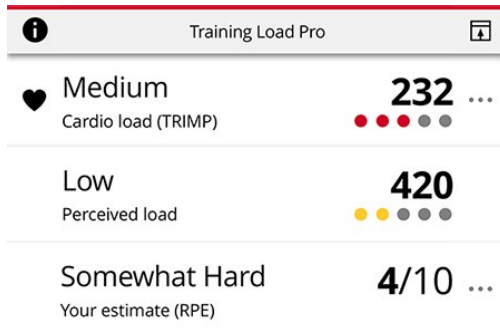 Training Load Pro
Medium
232
Cardio load (TRIMP)
Low
420
Perceived load
Somewhat Hard
4/10
Your estimate (RPE)